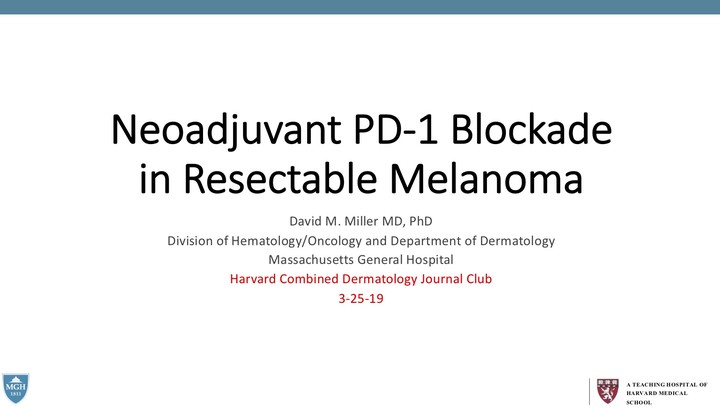 Neoadjuvant PD-1 Blockade
in Resectable Melanoma
David M. Miller MD, PhD
Division of Hematology/Oncology and Department of Dermatology
Massachusetts General Hospital
Harvard Combined Dermatology Journal Club
3-25-19
MGH
1811
A TEACHING HOSPITAL OF
HARVARD MEDICAL
SCHOOL